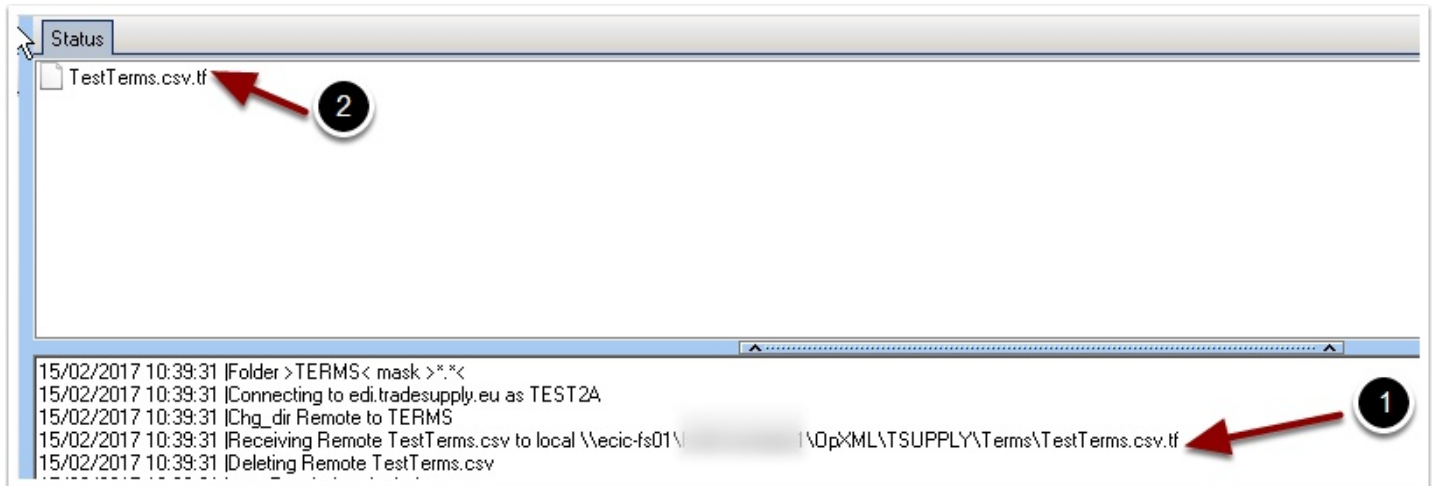 Status
TestTerms.csv.tf
2
15/02/2017 10:39:31 |Folder >TERMS< mask >*.*<
15/02/2017 10:39:31 |Connecting to edi.tradesupply.eu as TEST2A
15/02/2017 10:39:31 |Chg_dir Remote to TERMS
1
15/02/2017 10:39:31 |Receiving Remote TestTerms.csv to local \\ecic-fs01\ 1\OpXML\TSUPPLY\Terms\TestTerms.csv.tf
15/02/2017 10:39:31 |Deleting Remote TestTerms.csv